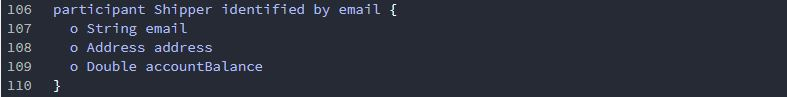 106 participant Shipper identified by email {
107 o String email
108 o Address address
109 o Double accountBalance
110 }